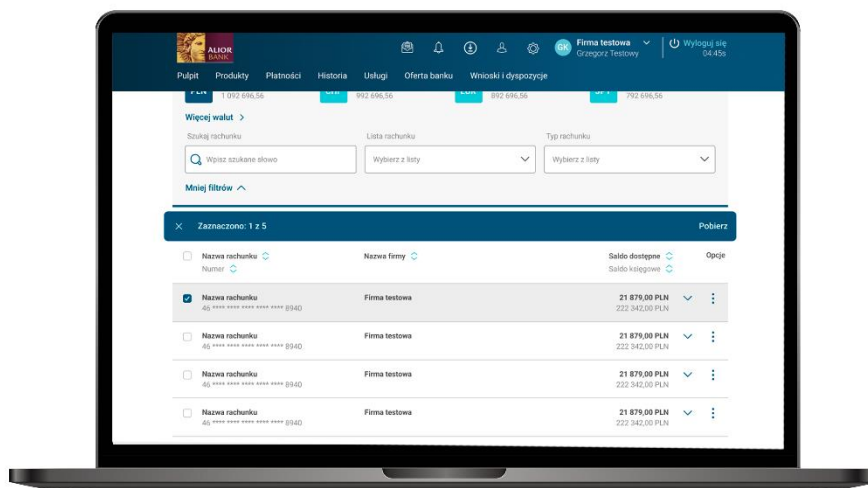 ALIOR
BANK
GK
Firma testowa
Grzegorz Testowy
Wyloguj się
04:45s
Pulpit Produkty Płatności Historia Usługi Oferta banku Wnioski i dyspozycje
PLN 1 092 696,56 CHF 992 696,56 EUR 892 696,56 792 696,56
Więcej walut >
Szukaj rachunku Lista rachunku Typ rachunku
Wpisz szukane słowo Wybierz z listy Wybierz z listy
Mniej filtrów
Zaznaczono: 1 z 5 Pobierz
Nazwa rachunku Nazwa firmy Saldo dostępne Opcje
Numer Saldo księgowe
Nazwa rachunku Firma testowa 21 879,00 PLN
46 **** **** **** **** **** 8940 222 342,00 PLN
Nazwa rachunku Firma testowa 21 879,00 PLN
46 **** **** **** **** **** 8940 222 342,00 PLN
Nazwa rachunku Firma testowa 21 879,00 PLN
46 **** **** **** **** **** 8940 222 342,00 PLN
Nazwa rachunku Firma testowa 21 879,00 PLN
46 **** **** **** **** **** 8940 222 342,00 PLN